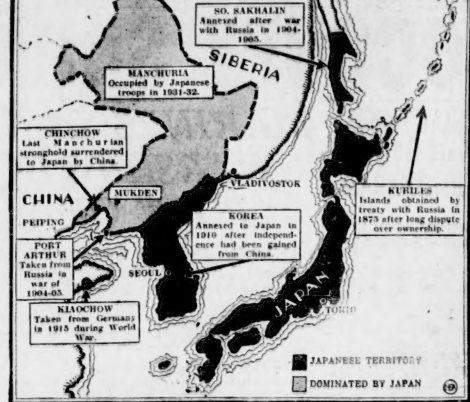 SO. SAKHALIN
Annexed after war
with Russia in 1904-
1905.
SIBERIA
MANCHURIA
Occupied by Japanese
troops in 1931-32.
CHINCHOW
Last Manchurian
stronghold surrendered
to Japan by China.
CHINA
MUKDEN
VLADIVOSTOK
PEIPING
KURILES
Islands obtained by
treaty with Russia in
1875 after long dispute
over ownership.
KOREA
Annexed to Japan in
1910 after independ-
ence had been gained
from China.
PORT
ARTHUR
Taken from
Russia in
war of
1904-05.
SEOUL
KIAOCHOW
Taken from Germany
in 1915 during World
War.
JAPAN
TOKIO
JAPANESE TERRITORY
DOMINATED BY JAPAN